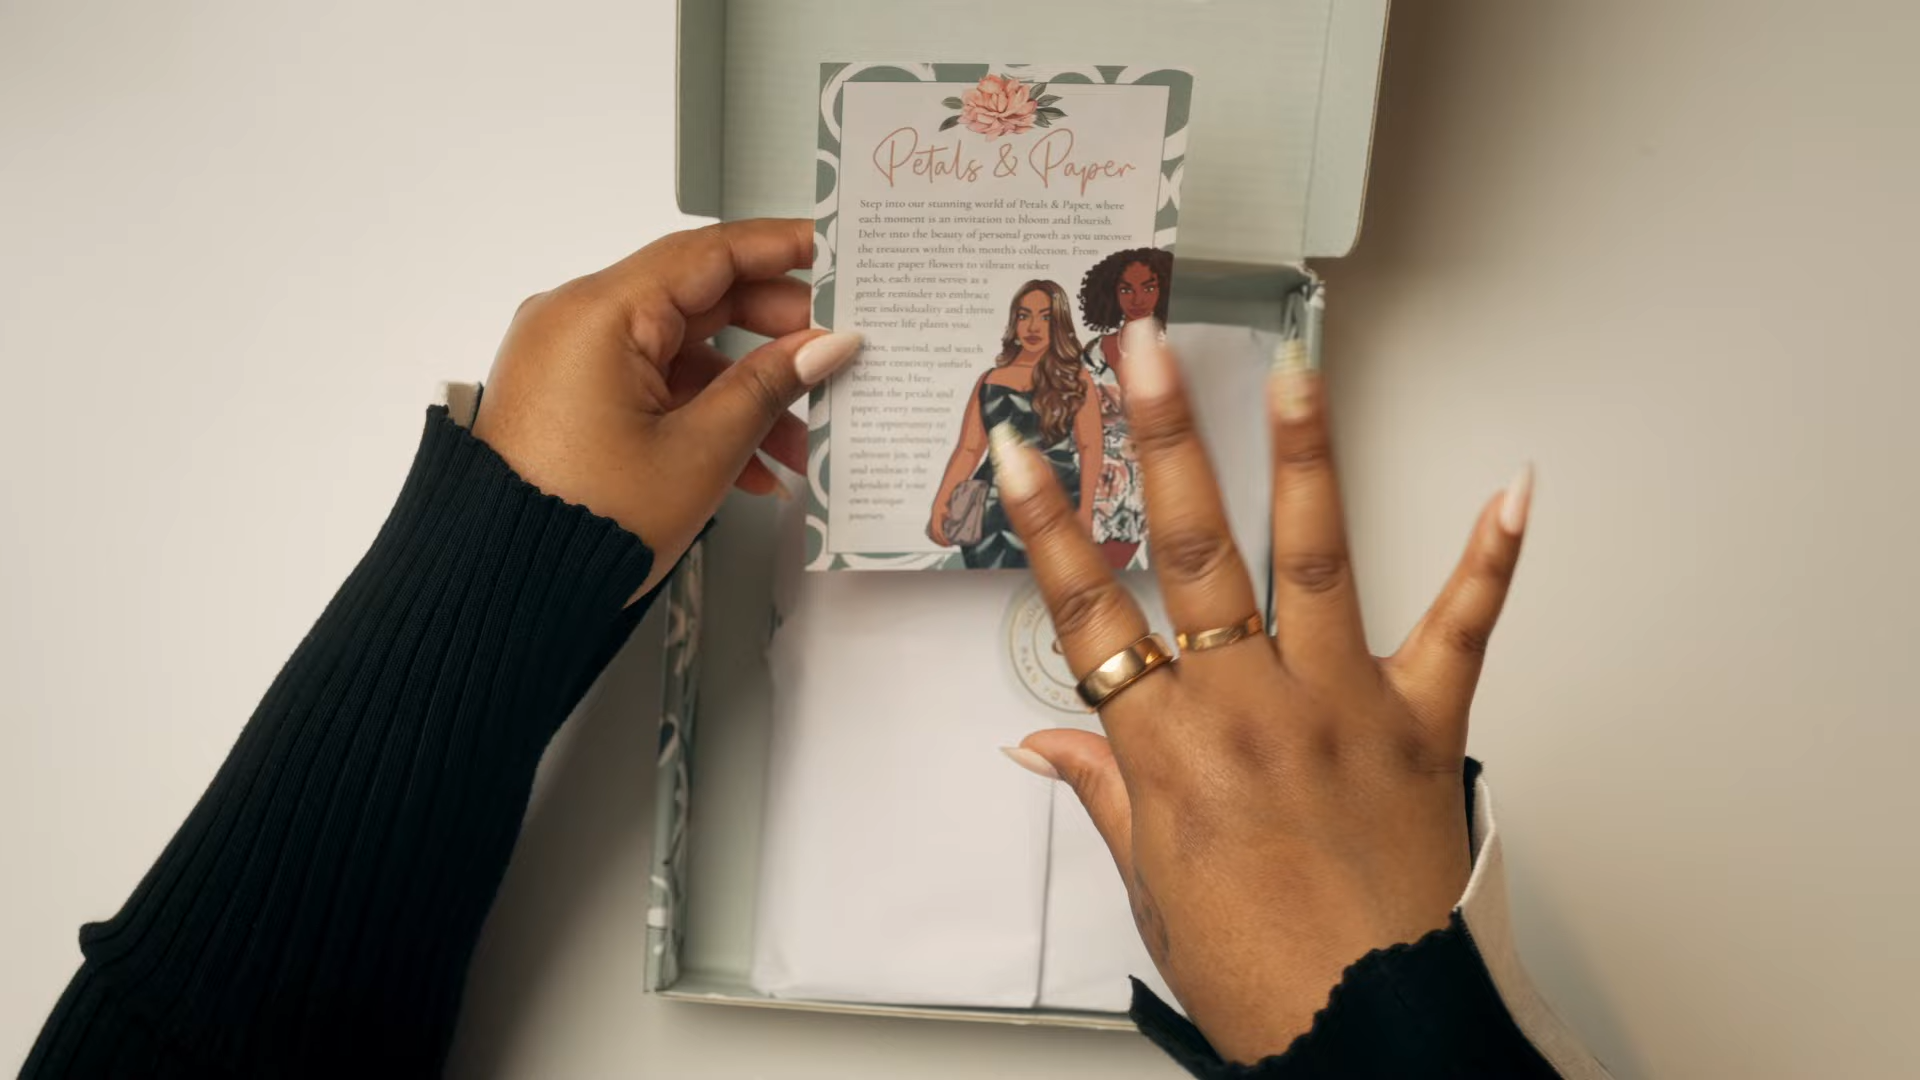 Petals & Paper
Step into our stunning world of Petals & Paper, where
each moment is an invitation to bloom and flourish.
Delve into the beauty of personal growth as you uncover
the treasures within this month's collection. From
delicate paper flowers to vibrant sticker
packs, each item serves as a
gentle reminder to embrace
your individuality and thrive
wherever life plants you.
unwind, and watch
as your creativity unfurls
before you. Here,
amidst the petals and
paper, every moment
is an opportunity to
nurture authenticity,
cultivate joy, and
and embrace the
splendor of your
own unique
journey.
PLAN YOUR